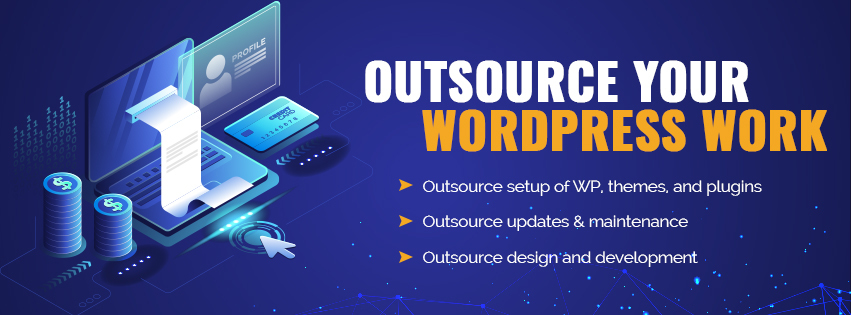 PROFILE
CREDIT
CARD
12345678
OUTSOURCE YOUR
WORDPRESS WORK
Outsource setup of WP, themes, and plugins
Outsource updates & maintenance
Outsource design and development
$
$